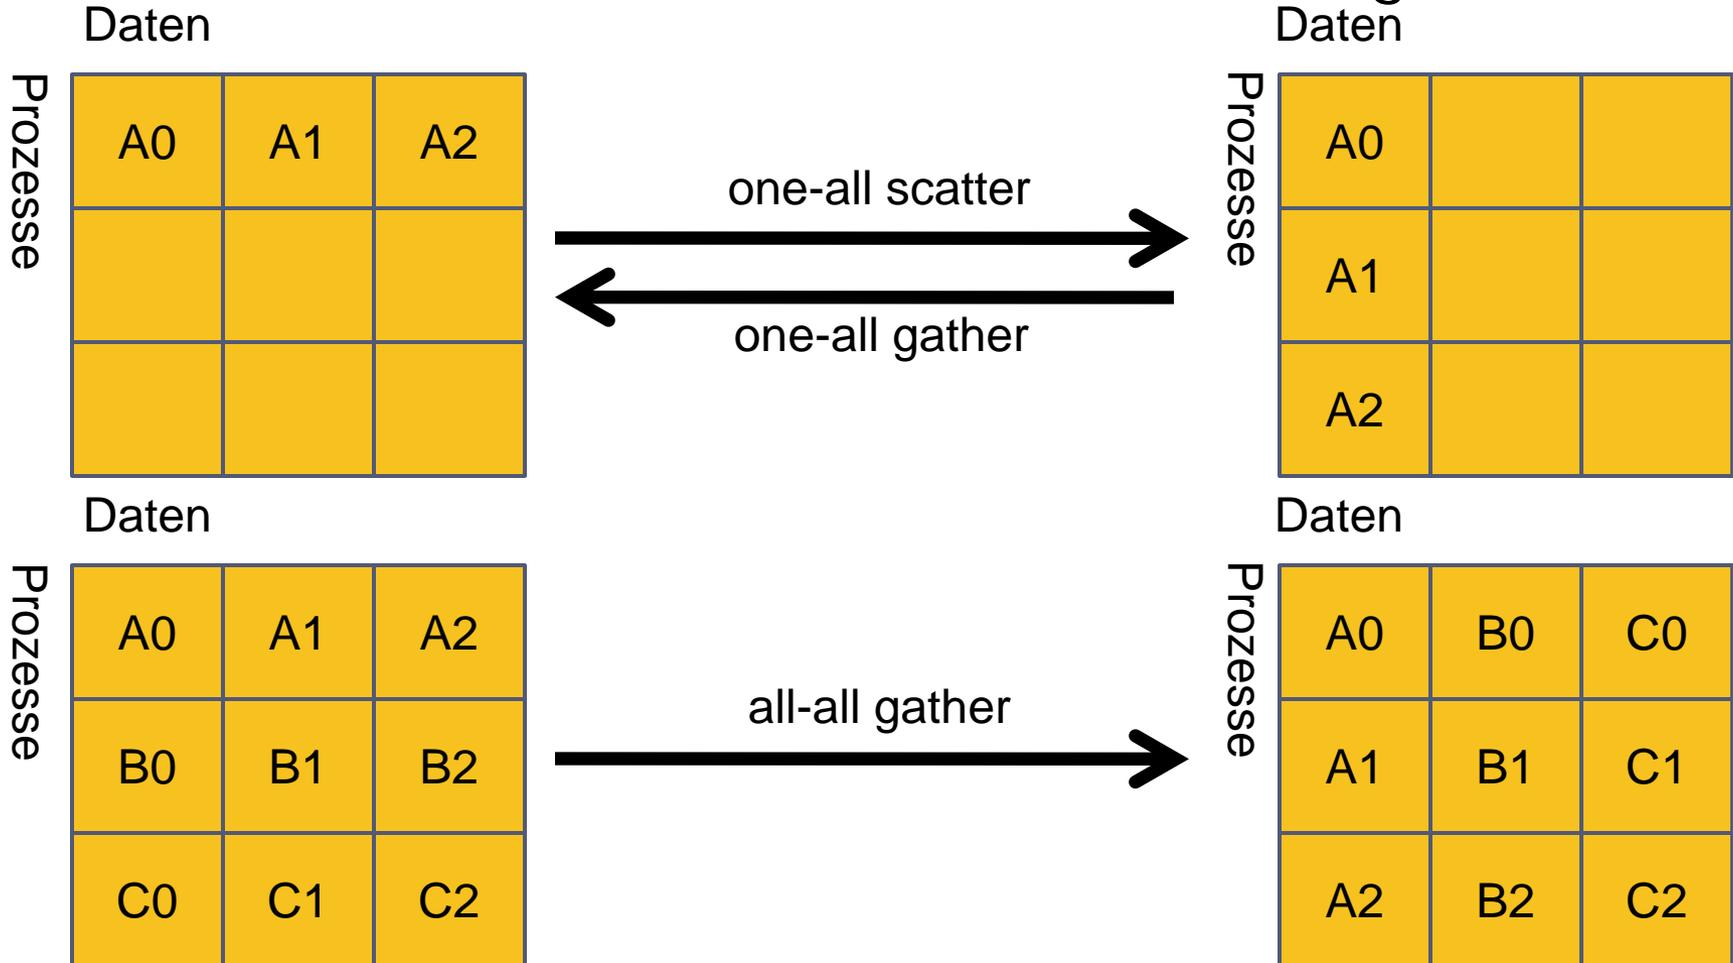 Daten
Daten
Prozesse
A0 A1 A2
one-all scatter
one-all gather
Prozesse
A0
A1
A2
Daten
Daten
Prozesse
A0 A1 A2
B0 B1 B2
C0 C1 C2
all-all gather
Prozesse
A0 B0 C0
A1 B1 C1
A2 B2 C2